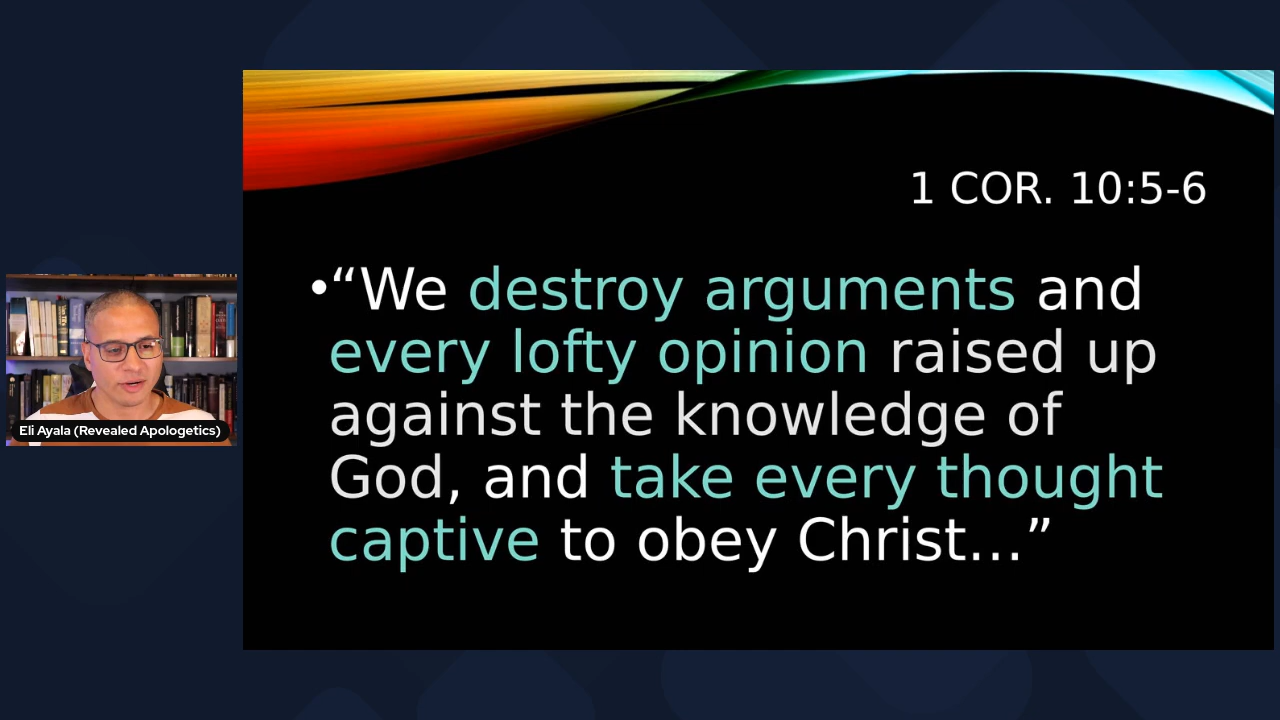 1 COR. 10:5-6
•“We destroy arguments and
every lofty opinion raised up
against the knowledge of
God, and take every thought
captive to obey Christ…”
Eli Ayala (Revealed Apologetics)